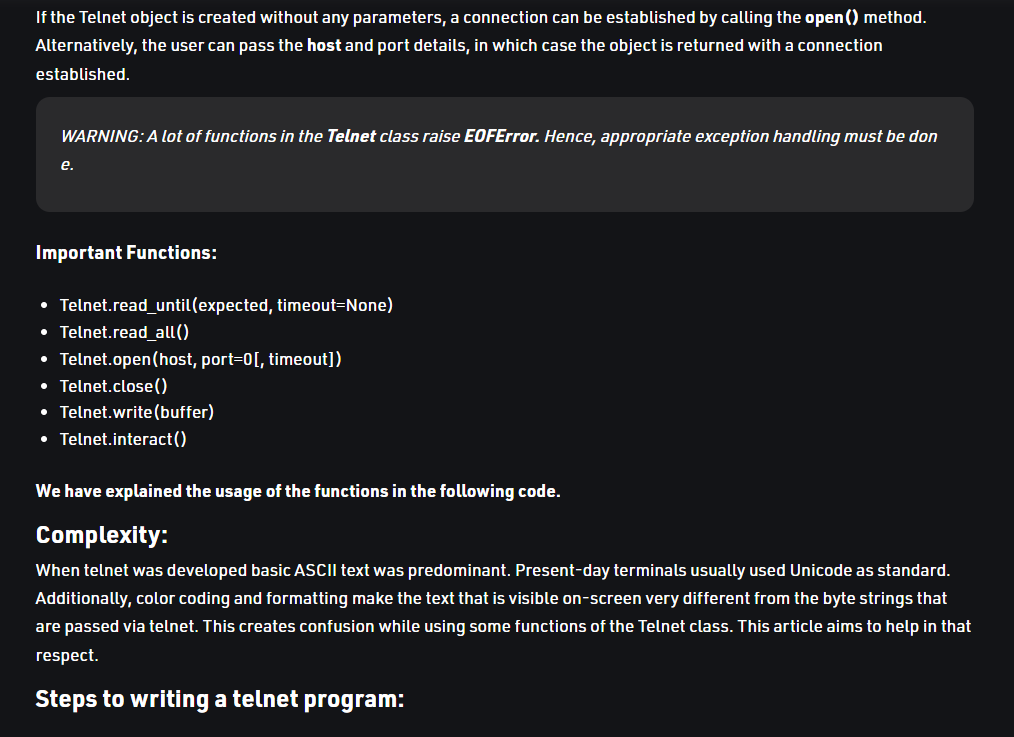 If the Telnet object is created without any parameters, a connection can be established by calling the open() method.
Alternatively, the user can pass the host and port details, in which case the object is returned with a connection
established.
WARNING: A lot of functions in the Telnet class raise EOFError. Hence, appropriate exception handling must be don
e.
Important Functions:
• Telnet.read_until(expected, timeout=None)
• Telnet.read_all()
• Telnet.open(host, port=0[, timeout])
• Telnet.close()
• Telnet.write(buffer)
• Telnet.interact()
We have explained the usage of the functions in the following code.
Complexity:
When telnet was developed basic ASCII text was predominant. Present-day terminals usually used Unicode as standard.
Additionally, color coding and formatting make the text that is visible on-screen very different from the byte strings that
are passed via telnet. This creates confusion while using some functions of the Telnet class. This article aims to help in that
respect.
Steps to writing a telnet program: